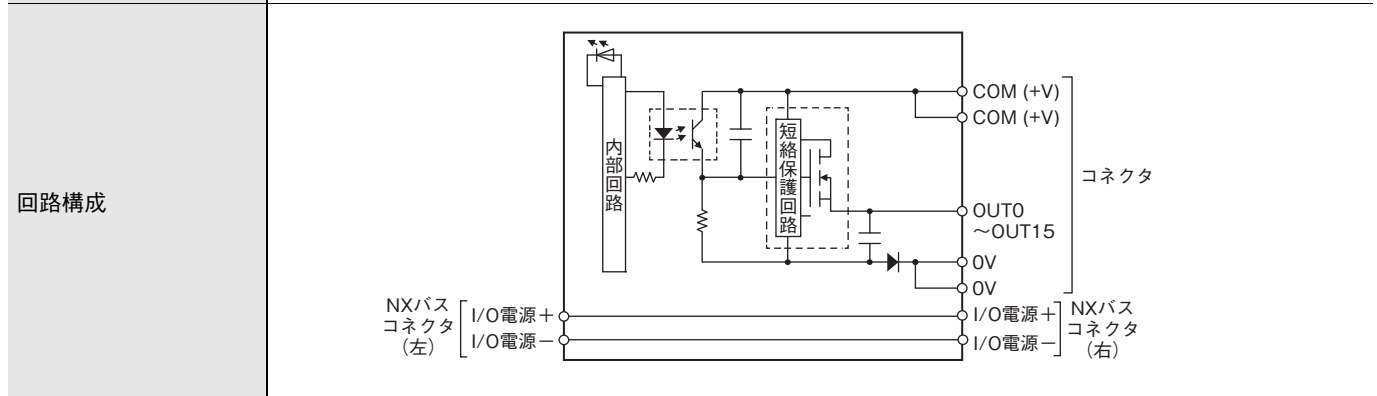 回路構成
内部回路
短絡保護回路
COM (+V)
COM (+V)
OUT0
～OUT15
0V
0V
コネクタ
NXバス
コネクタ
（左）
I/O電源＋
I/O電源－
I/O電源＋
I/O電源－
NXバス
コネクタ
（右）